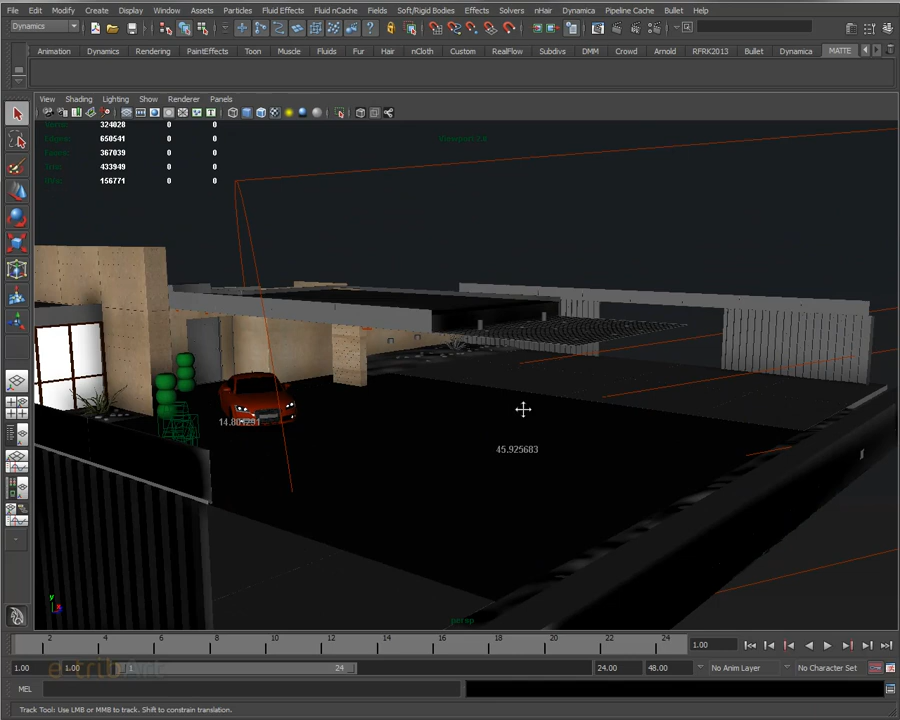 File Edit Modify Create Display Window Assets Particles Fluid Effects Fluid nCache Fields Soft/Rigid Bodies Effects Solvers nHair Dynamica Pipeline Cache Bullet Help
Dynamics
Animation Dynamics Rendering PaintEffects Toon Muscle Fluids Fur Hair nCloth Custom RealFlow Subdivs DMM Crowd Arnold RFRK2013 Bullet Dynamica MATTE
View Shading Lighting Show Renderer Panels
324028 0 0
650541 0 0
367039 0 0
433949 0 0
156771 0 0
Viewport 2.0
45.925683
y
persp
2 4 6 8 10 12 14 16 18 20 22 24 1.00
1.00 1.00 1 24 24.00 48.00 No Anim Layer No Character Set
MEL
Track Tool: Use LMB or MMB to track. Shift to constrain translation.